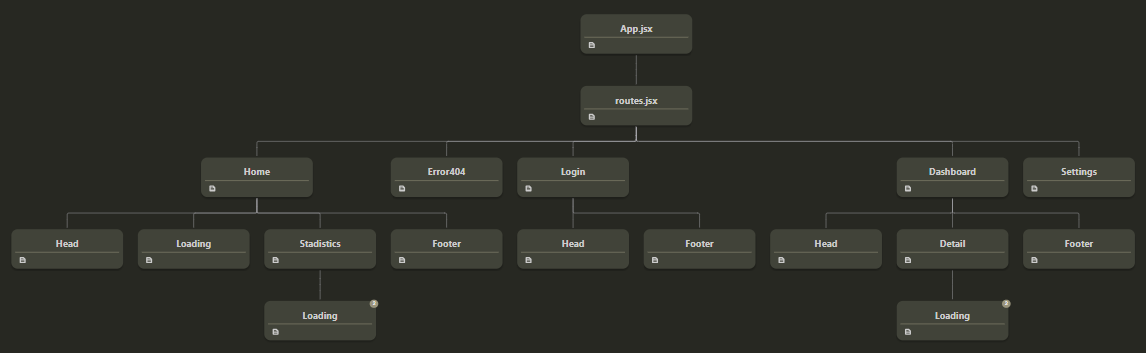 App.jsx
routes.jsx
Home
Error404
Login
Dashboard
Settings
Head
Loading
Stadistics
Footer
Head
Footer
Head
Detail
Footer
Loading
Loading